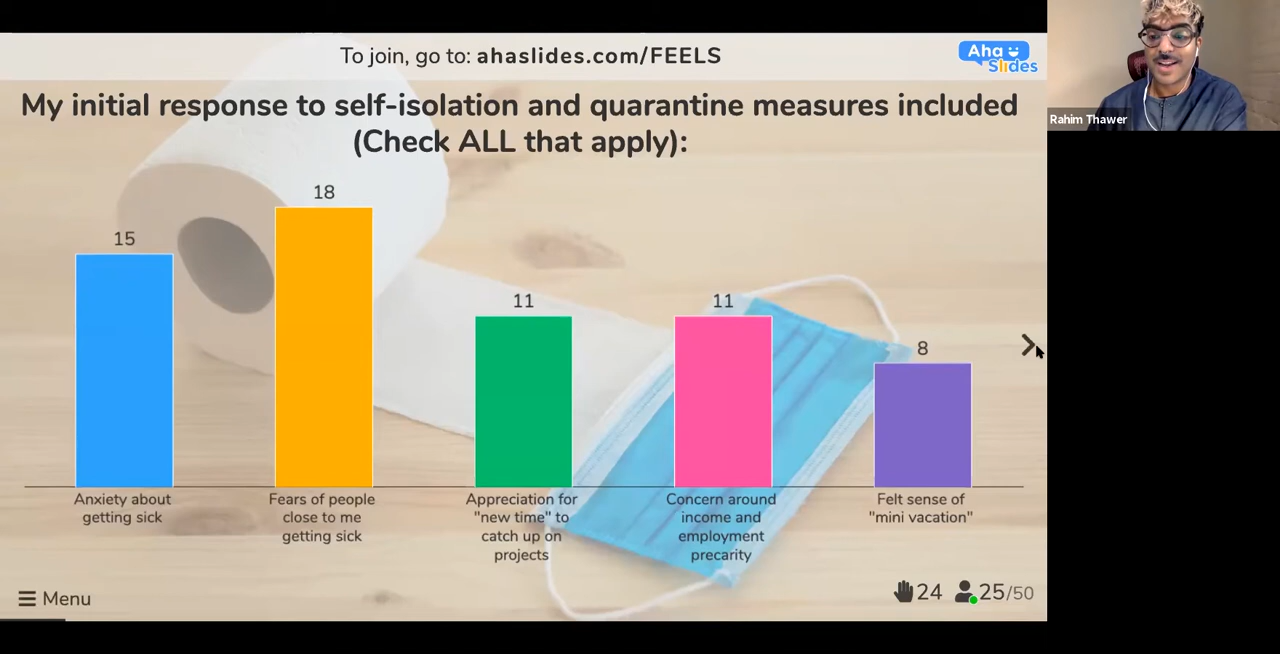 To join, go to: ahaslides.com/FEELS
Aha
Slides
My initial response to self-isolation and quarantine measures included
(Check ALL that apply):
15
18
11
11
8
Anxiety about
getting sick
Fears of people
close to me
getting sick
Appreciation for
"new time" to
catch up on
projects
Concern around
income and
employment
precarity
Felt sense of
"mini vacation"
Menu
24
25/50
Rahim Thawer